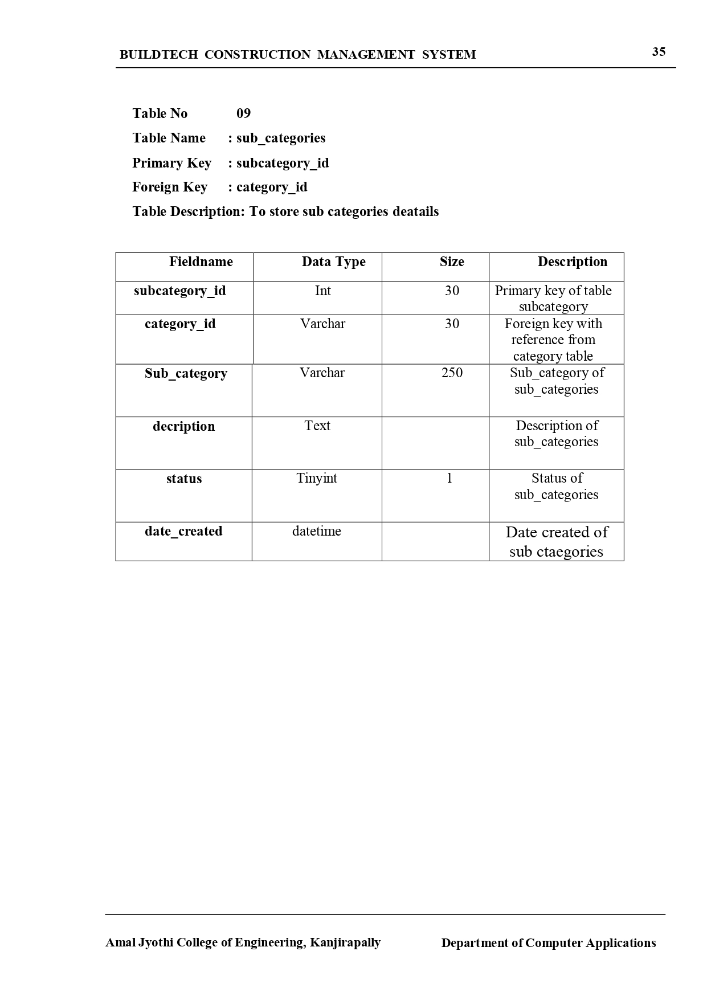 BUILDTECH CONSTRUCTION MANAGEMENT SYSTEM 35
Table No 09
Table Name : sub_categories
Primary Key : subcategory_id
Foreign Key : category_id
Table Description: To store sub categories deatails
Fieldname Data Type Size Description
subcategory_id Int 30 Primary key of table
subcategory
category_id Varchar 30 Foreign key with
reference from
category table
Sub_category Varchar 250 Sub_category of
sub_categories
decription Text Description of
sub_categories
status Tinyint 1 Status of
sub_categories
date_created datetime Date created of
sub ctaegories
Amal Jyothi College of Engineering, Kanjirapally Department of Computer Applications